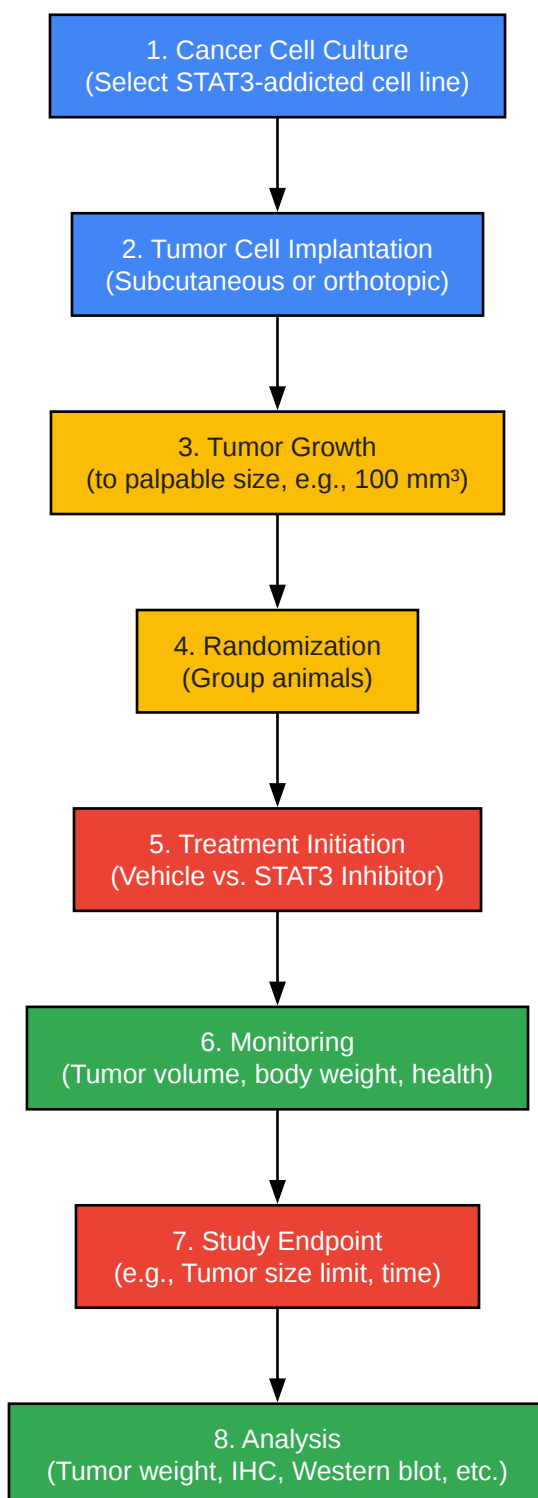 1. Cancer Cell Culture
(Select STAT3-addicted cell line)
2. Tumor Cell Implantation
(Subcutaneous or orthotopic)
3. Tumor Growth
(to palpable size, e.g., 100 mm³)
4. Randomization
(Group animals)
5. Treatment Initiation
(Vehicle vs. STAT3 Inhibitor)
6. Monitoring
(Tumor volume, body weight, health)
7. Study Endpoint
(e.g., Tumor size limit, time)
8. Analysis
(Tumor weight, IHC, Western blot, etc.)